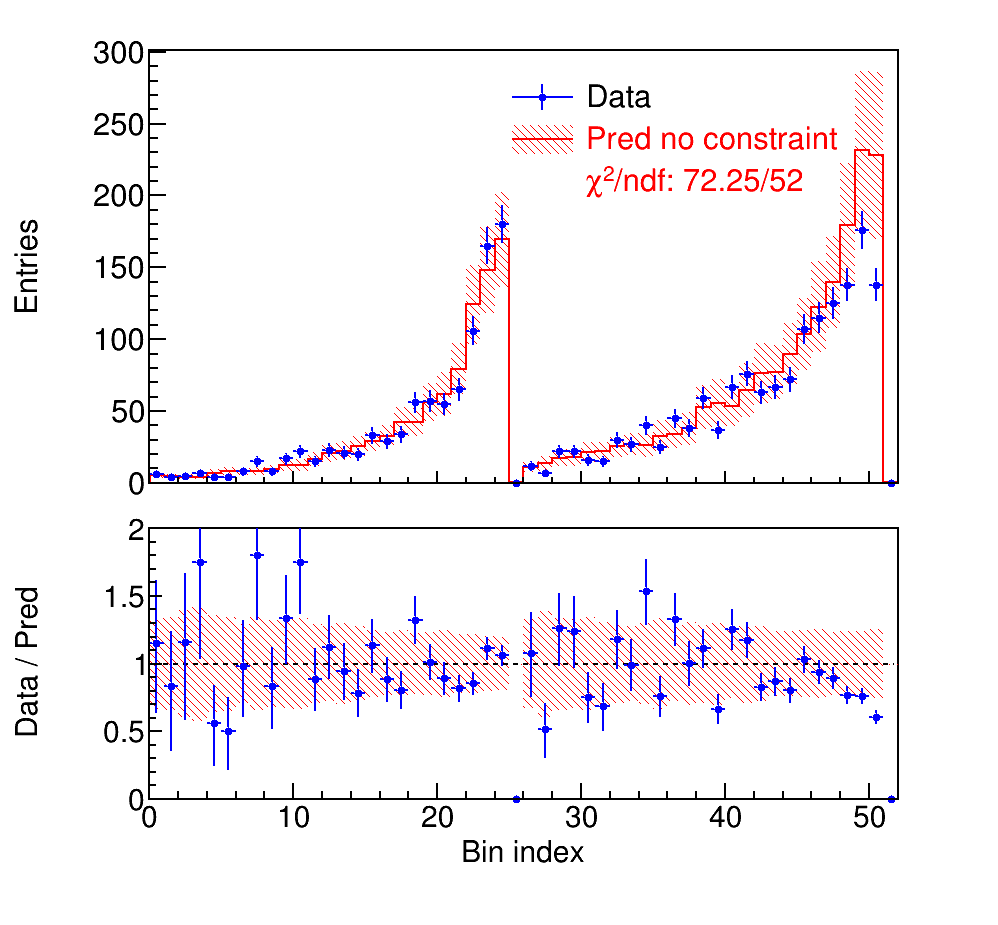 300
250
200
150
100
50
0
Entries
Data
Pred no constraint
χ²/ndf: 72.25/52
2
1.5
1
0.5
0
Data / Pred
0 10 20 30 40 50
Bin index